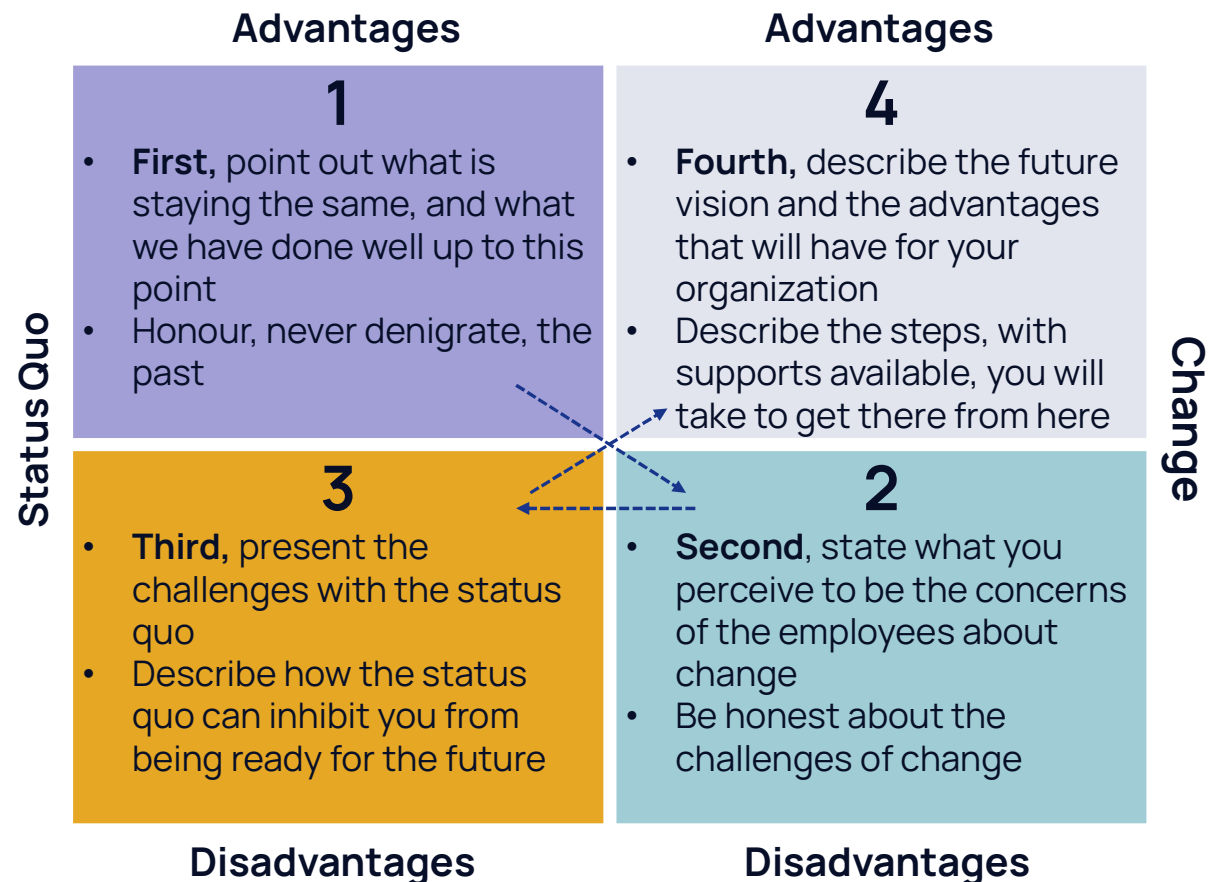 Advantages
Advantages
Status Quo
Change
1
• First, point out what is
staying the same, and what
we have done well up to this
point
• Honour, never denigrate, the
past
4
• Fourth, describe the future
vision and the advantages
that will have for your
organization
• Describe the steps, with
supports available, you will
take to get there from here
3
• Third, present the
challenges with the status
quo
• Describe how the status
quo can inhibit you from
being ready for the future
2
• Second, state what you
perceive to be the concerns
of the employees about
change
• Be honest about the
challenges of change
Disadvantages
Disadvantages